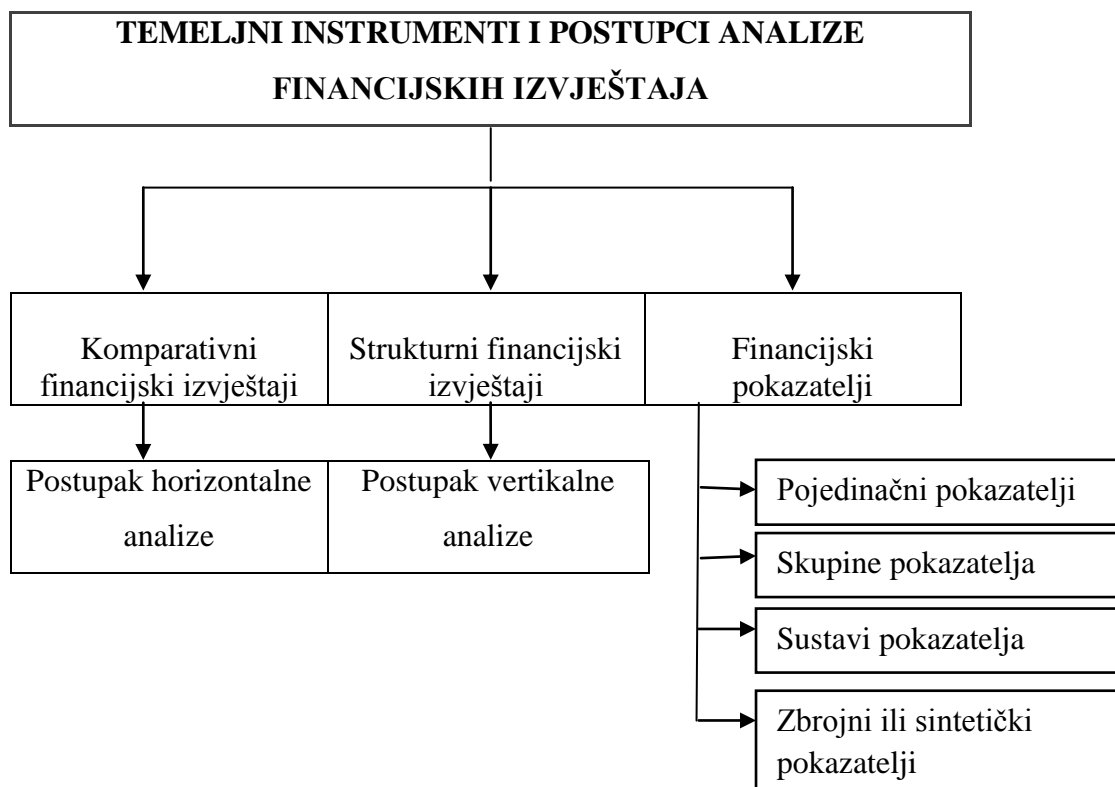 TEMELJNI INSTRUMENTI I POSTUPCI ANALIZE
FINANCIJSKIH IZVJEŠTAJA
Komparativni
financijski izvještaji
Strukturni financijski
izvještaji
Financijski
pokazatelji
Postupak horizontalne
analize
Postupak vertikalne
analize
Pojedinačni pokazatelji
Skupine pokazatelja
Sustavi pokazatelja
Zbrojni ili sintetički
pokazatelji